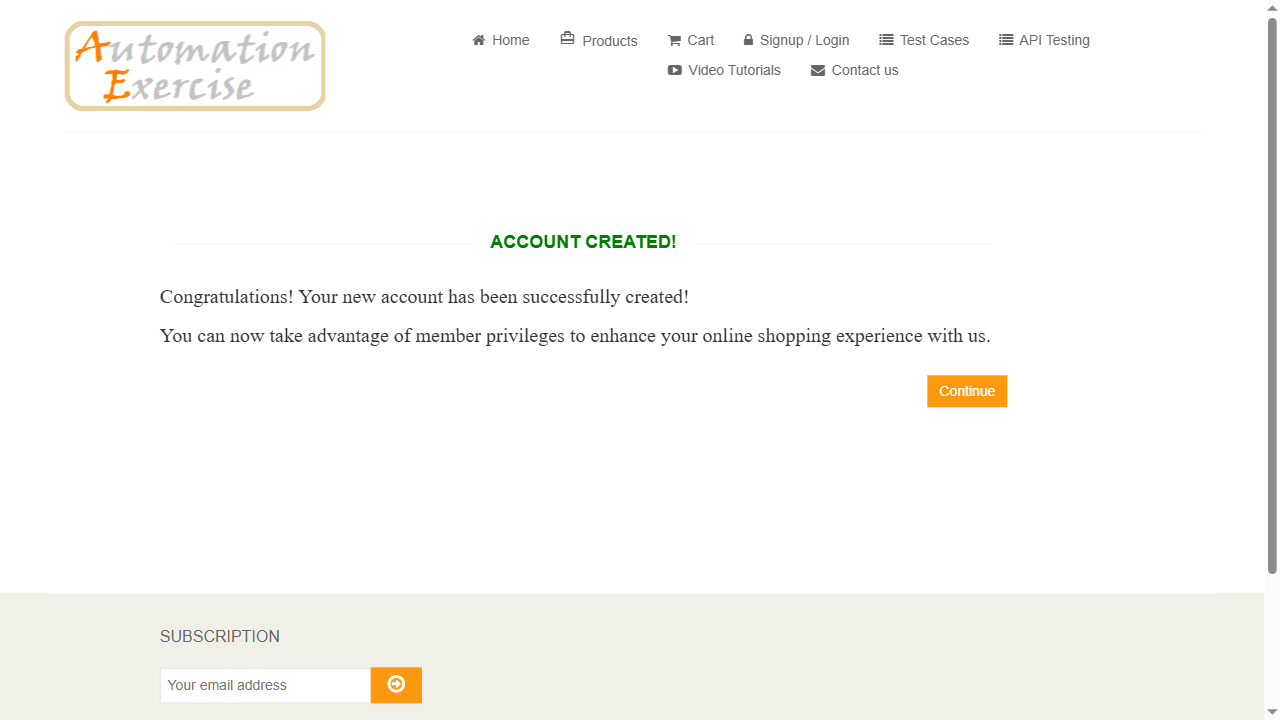 Automation
Exercise
Home
Products
Cart
Signup / Login
Test Cases
API Testing
Video Tutorials
Contact us
ACCOUNT CREATED!
Congratulations! Your new account has been successfully created!
You can now take advantage of member privileges to enhance your online shopping experience with us.
Continue
SUBSCRIPTION
Your email address